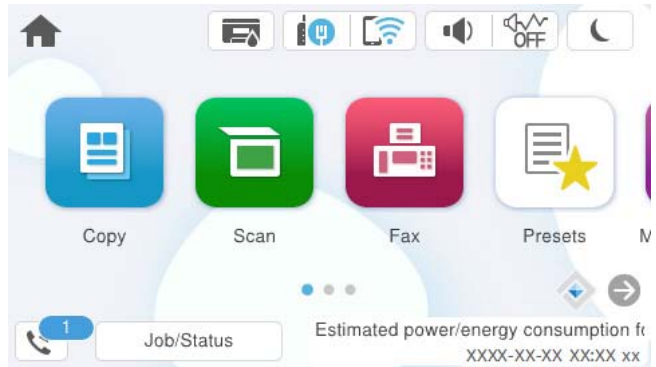 OFF
Copy
Scan
Fax
Presets
M
1
Job/Status
Estimated power/energy consumption fo
XXXX-XX-XX XX:XX xx